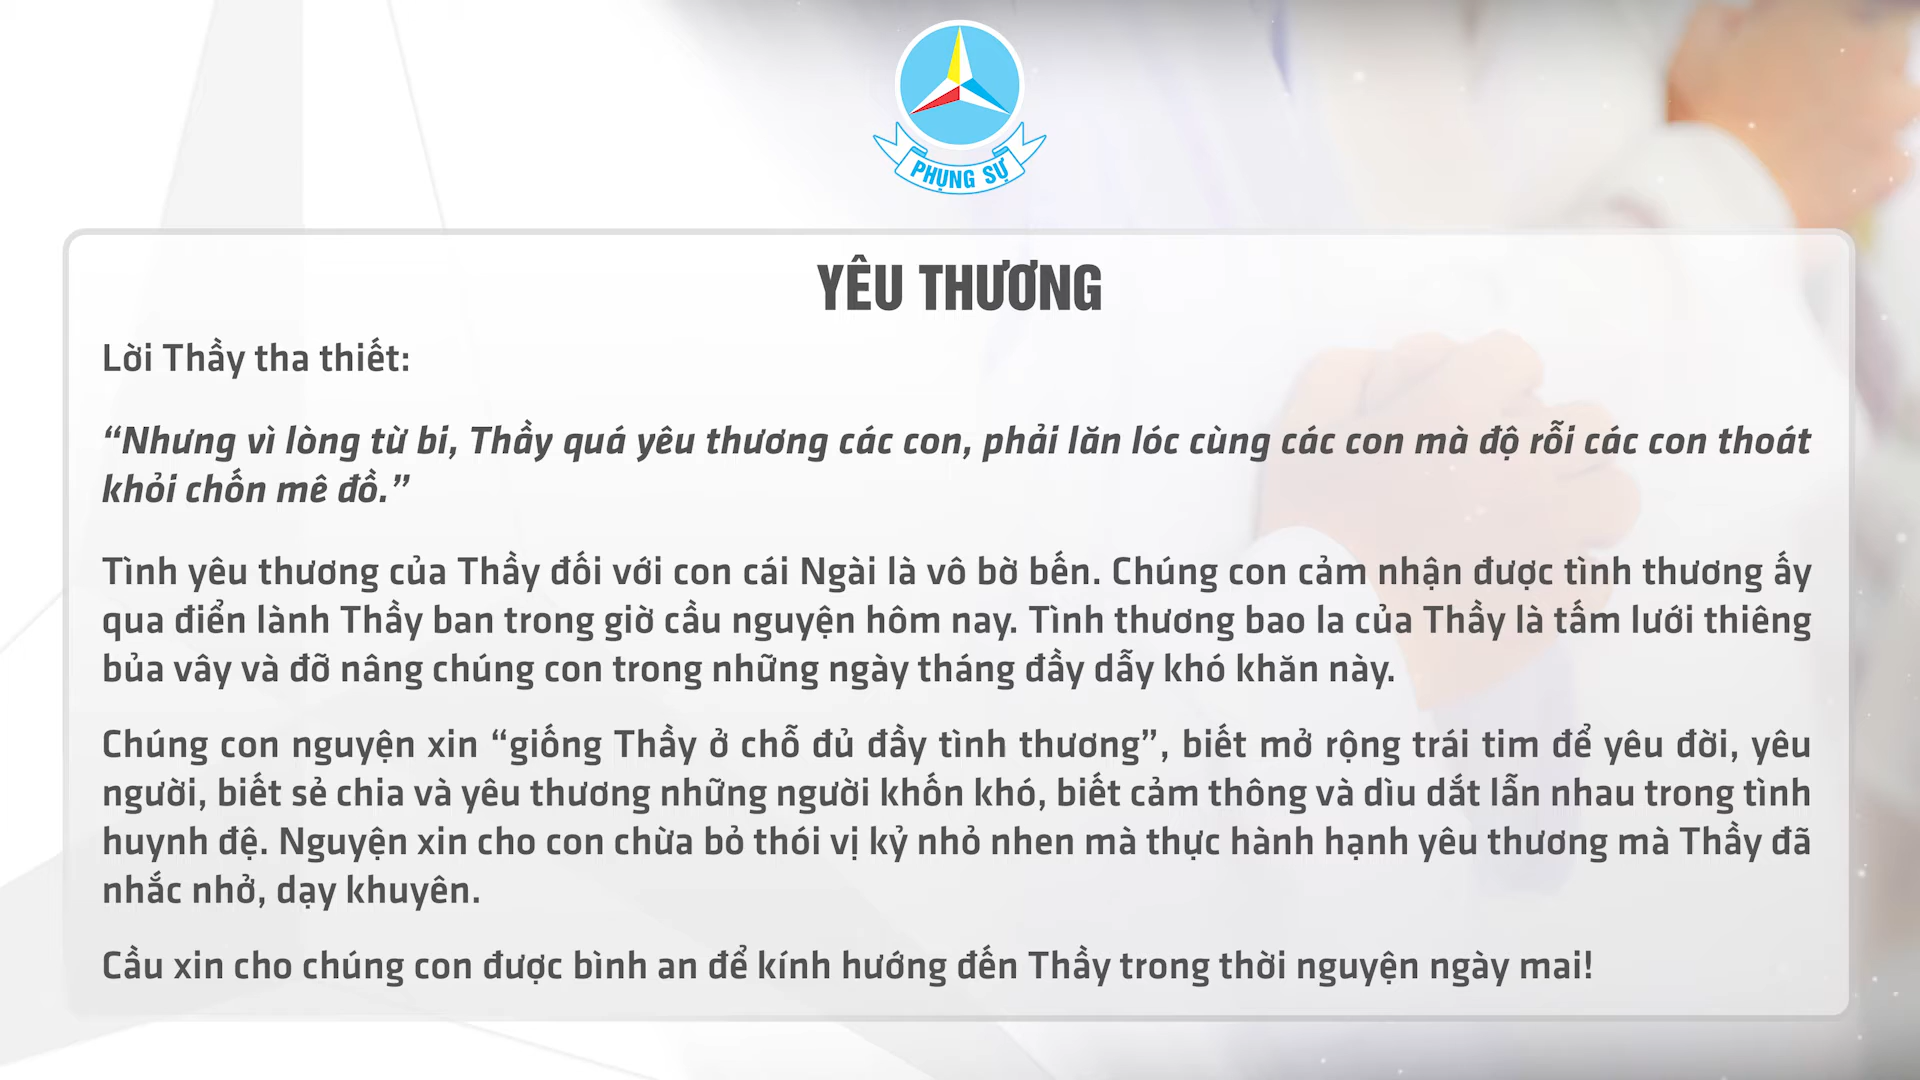 PHỤNG SỰ
YÊU THƯƠNG
Lời Thầy tha thiết:
“Nhưng vì lòng từ bi, Thầy quá yêu thương các con, phải lăn lóc cùng các con mà độ rỗi các con thoát
khỏi chốn mê đồ.”
Tình yêu thương của Thầy đối với con cái Ngài là vô bờ bến. Chúng con cảm nhận được tình thương ấy
qua điển lành Thầy ban trong giờ cầu nguyện hôm nay. Tình thương bao la của Thầy là tấm lưới thiêng
bủa vây và đỡ nâng chúng con trong những ngày tháng đầy dẫy khó khăn này.
Chúng con nguyện xin “giống Thầy ở chỗ đủ đầy tình thương”, biết mở rộng trái tim để yêu đời, yêu
người, biết sẻ chia và yêu thương những người khốn khó, biết cảm thông và dìu dắt lẫn nhau trong tình
huynh đệ. Nguyện xin cho con chừa bỏ thói vị kỷ nhỏ nhen mà thực hành hạnh yêu thương mà Thầy đã
nhắc nhở, dạy khuyên.
Cầu xin cho chúng con được bình an để kính hướng đến Thầy trong thời nguyện ngày mai!